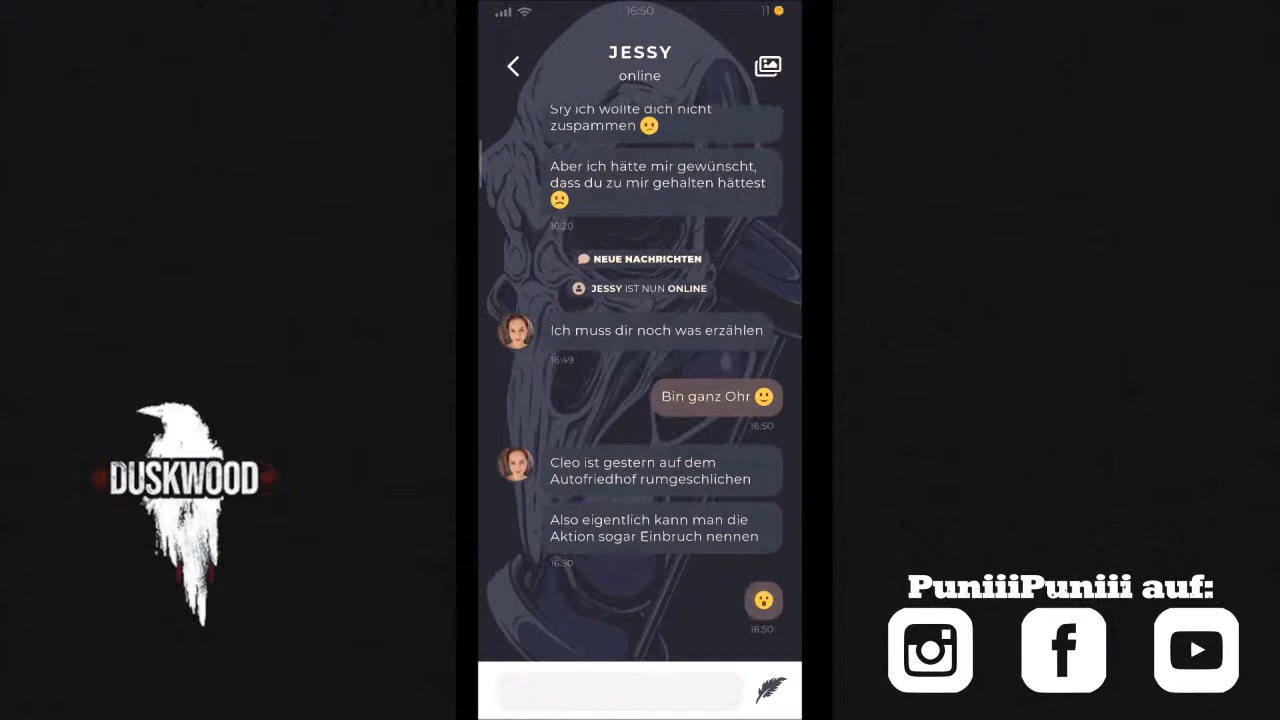 16:50
11
JESSY
online
Sry ich wollte dich nicht
zuspammen 😕
Aber ich hätte mir gewünscht,
dass du zu mir gehalten hättest
🙁
16:20
NEUE NACHRICHTEN
JESSY IST NUN ONLINE
Ich muss dir noch was erzählen
16:49
Bin ganz Ohr 🙂
16:50
Cleo ist gestern auf dem
Autofriedhof rumgeschlichen
Also eigentlich kann man die
Aktion sogar Einbruch nennen
16:50
😮
16:50
DUSKWOOD
PuniiiPuniii auf: